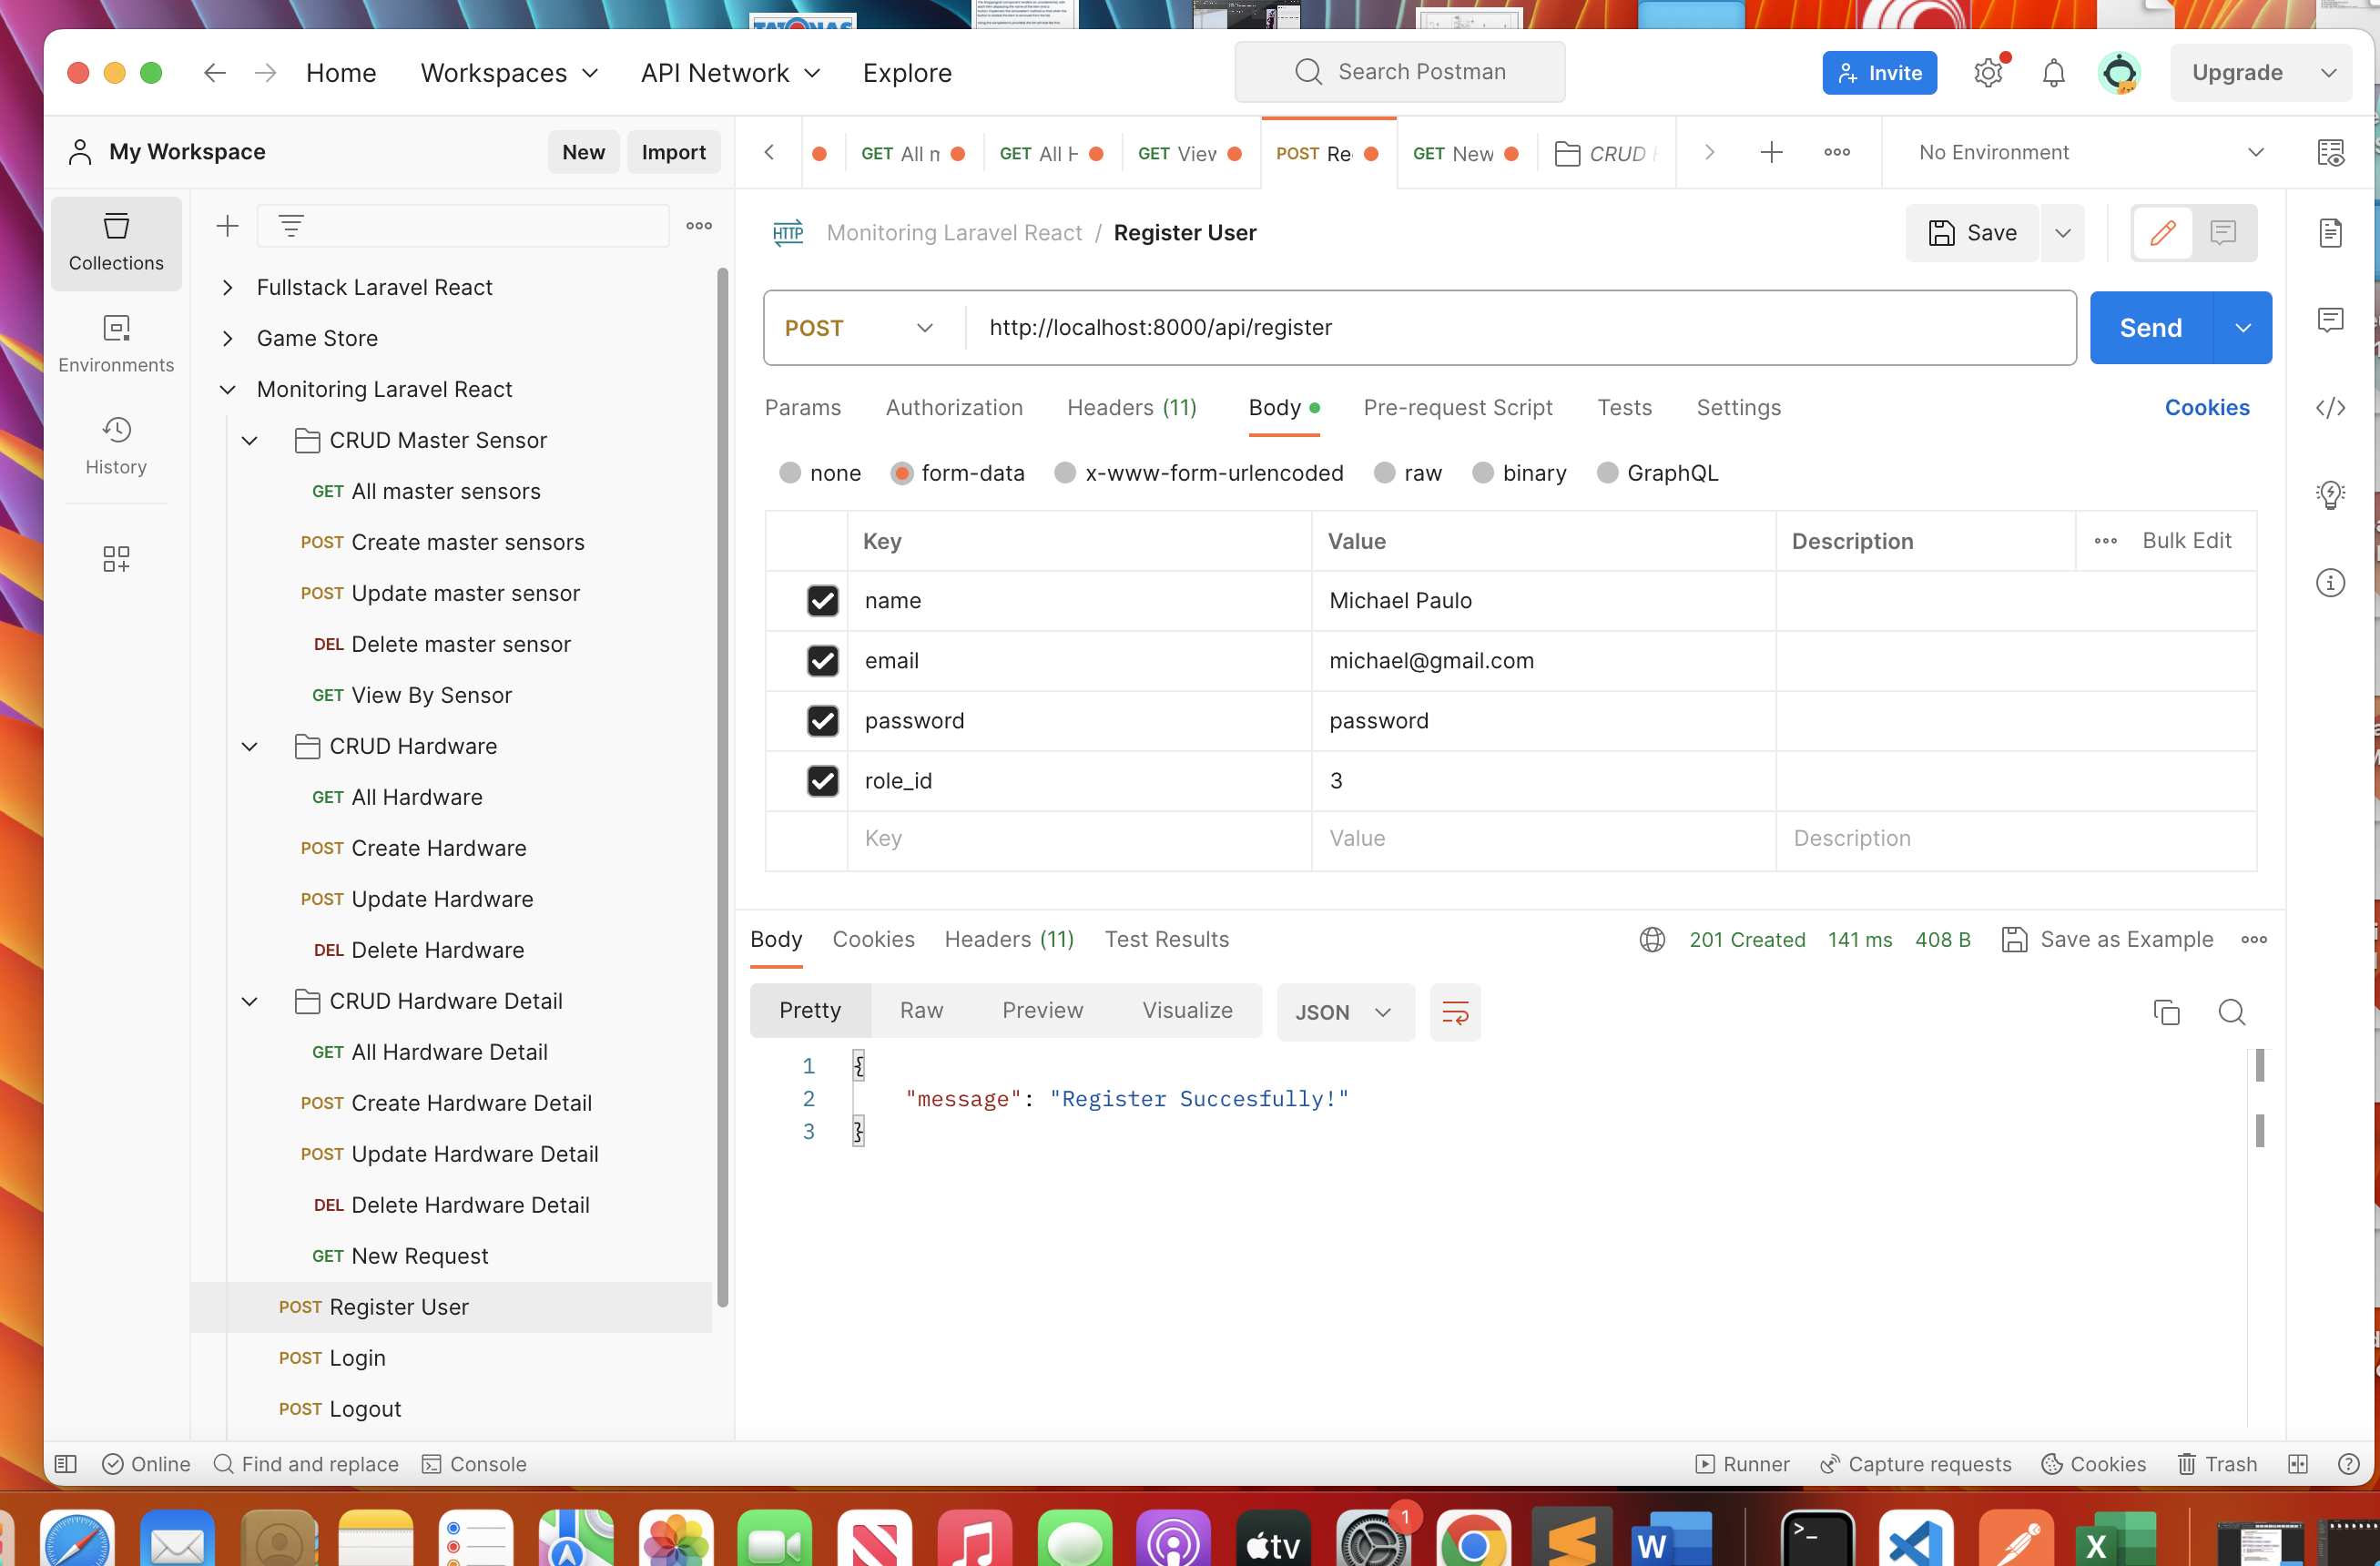 TATONAS
Home Workspaces API Network Explore Search Postman Invite Upgrade
My Workspace New Import
GET All GET All GET View POST Re GET New CRUD No Environment
Collections
Environments
History
Fullstack Laravel React
Game Store
Monitoring Laravel React
CRUD Master Sensor
GET All master sensors
POST Create master sensors
POST Update master sensor
DEL Delete master sensor
GET View By Sensor
CRUD Hardware
GET All Hardware
POST Create Hardware
POST Update Hardware
DEL Delete Hardware
CRUD Hardware Detail
GET All Hardware Detail
POST Create Hardware Detail
POST Update Hardware Detail
DEL Delete Hardware Detail
GET New Request
POST Register User
POST Login
POST Logout
HTTP Monitoring Laravel React / Register User Save
POST http://localhost:8000/api/register Send
Params Authorization Headers (11) Body Pre-request Script Tests Settings Cookies
none form-data x-www-form-urlencoded raw binary GraphQL
Key Value Description Bulk Edit
name Michael Paulo
email michael@gmail.com
password password
role_id 3
Key Value Description
Body Cookies Headers (11) Test Results 201 Created 141 ms 408 B Save as Example
Pretty Raw Preview Visualize JSON
1 {
2 "message": "Register Succesfully!"
3 }
Online Find and replace Console Runner Capture requests Cookies Trash
1
tv
W
X